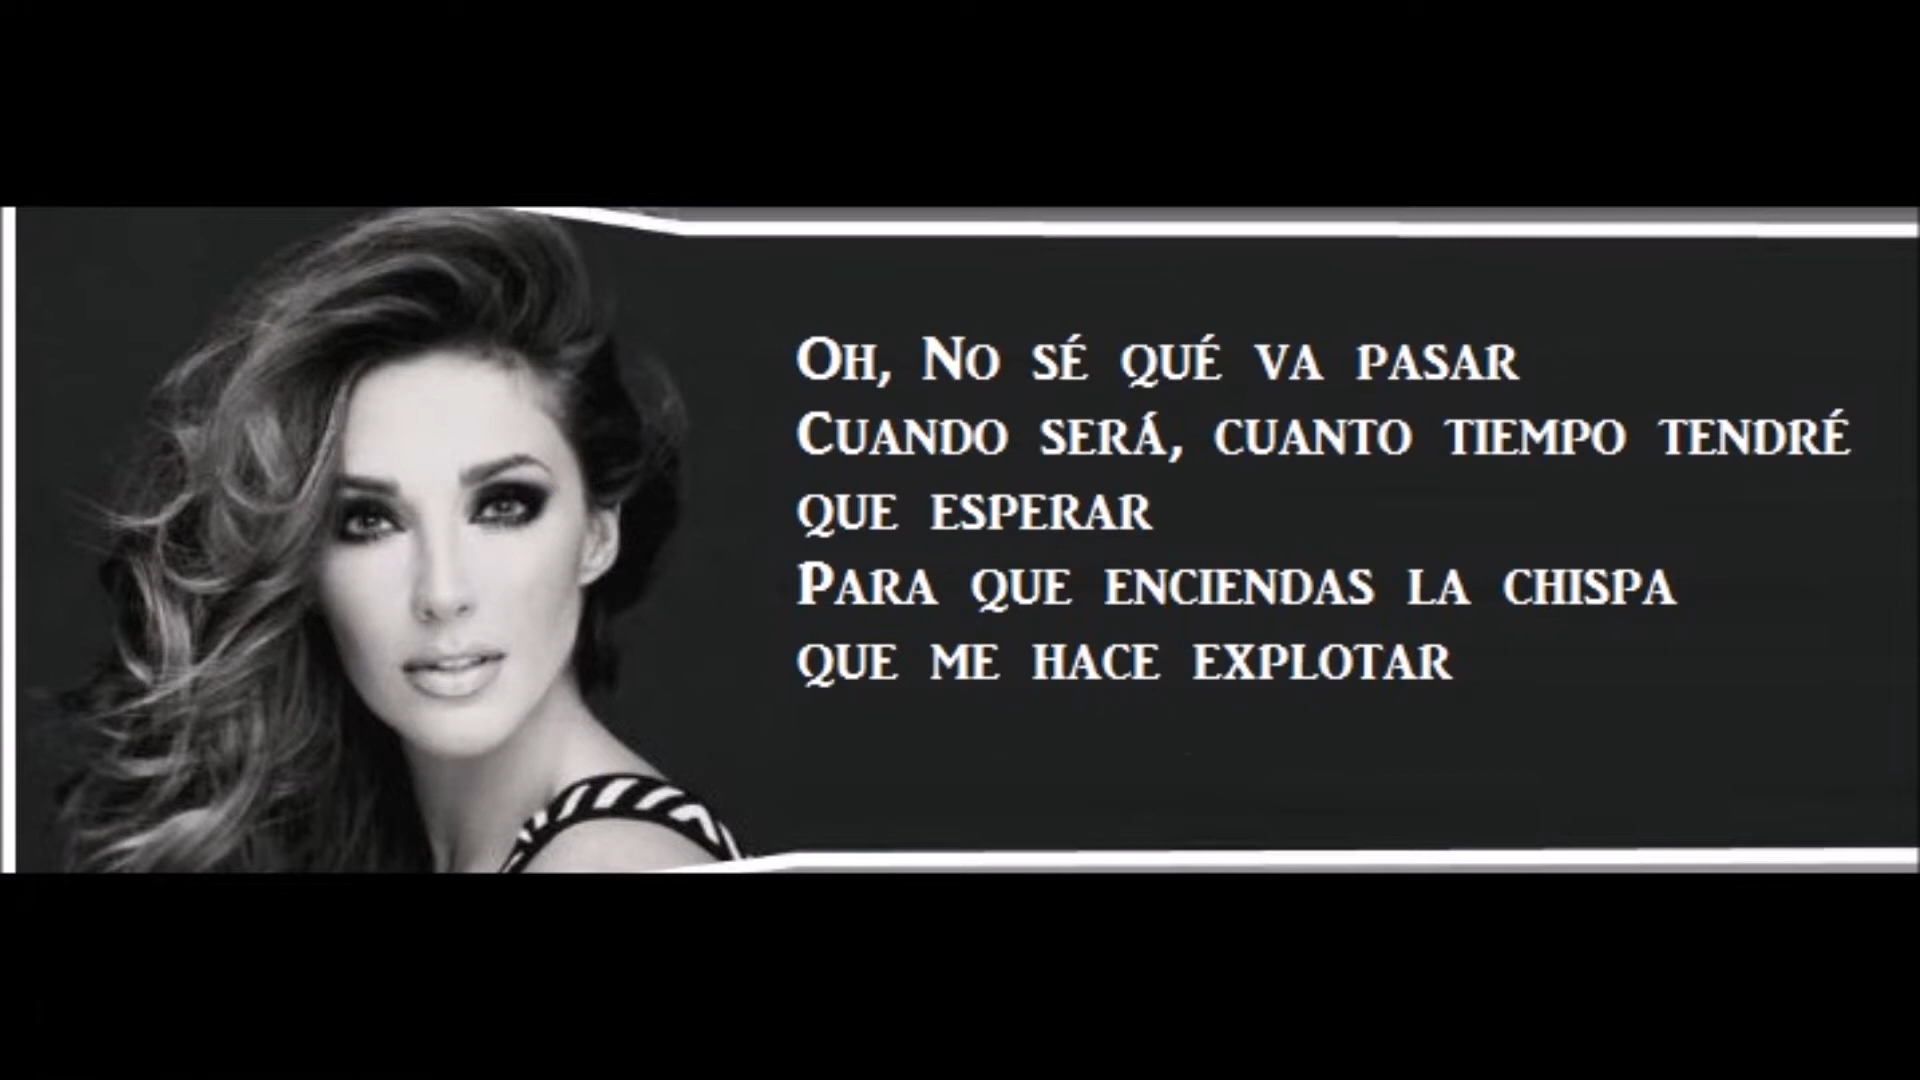 Oh, No sé qué va pasar
Cuando será, cuanto tiempo tendré
que esperar
Para que enciendas la chispa
que me hace explotar